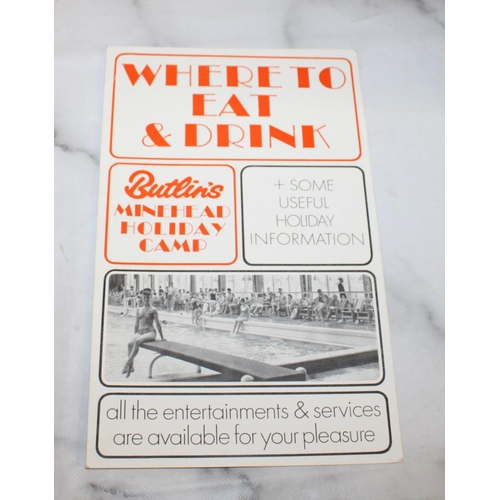 WHERE TO
EAT
& DRINK
Butlin's
MINEHEAD
HOLIDAY
CAMP
+ SOME
USEFUL
HOLIDAY
INFORMATION
all the entertainments & services
are available for your pleasure